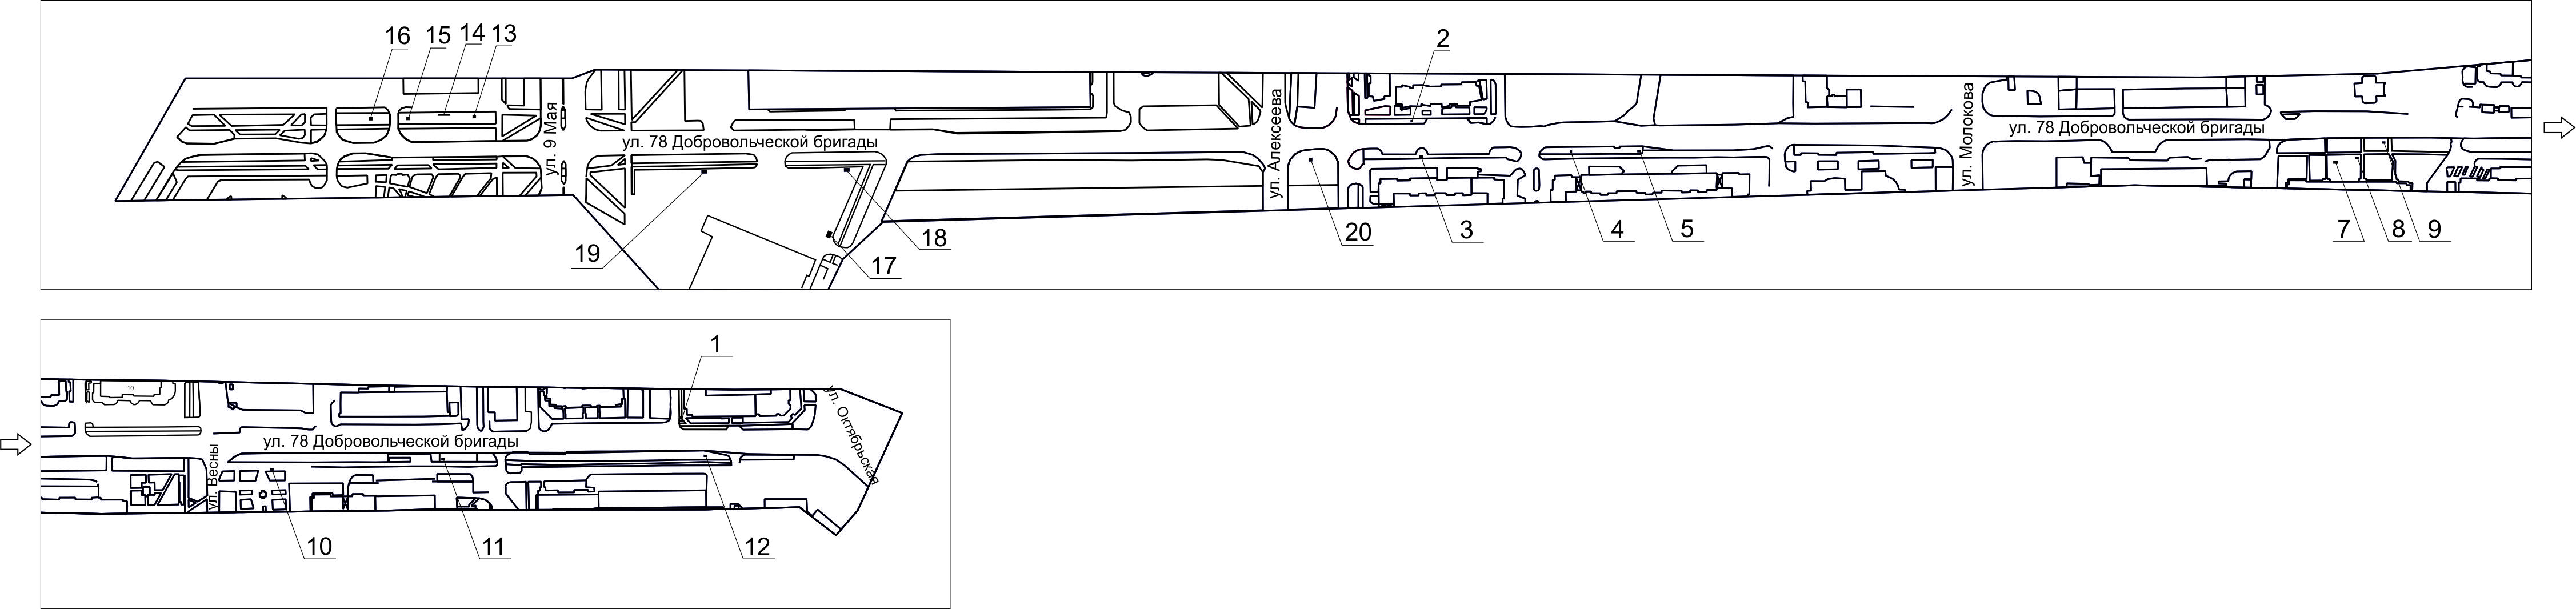 16 15 14 13
2
ул. 9 Мая
ул. 78 Добровольческой бригады
ул. Алексеева
ул. Молокова
ул. 78 Добровольческой бригады
19
18
17
20
3
4
5
7
8
9
1
10
ул. Октябрьская
ул. 78 Добровольческой бригады
ул. Весны
10
11
12